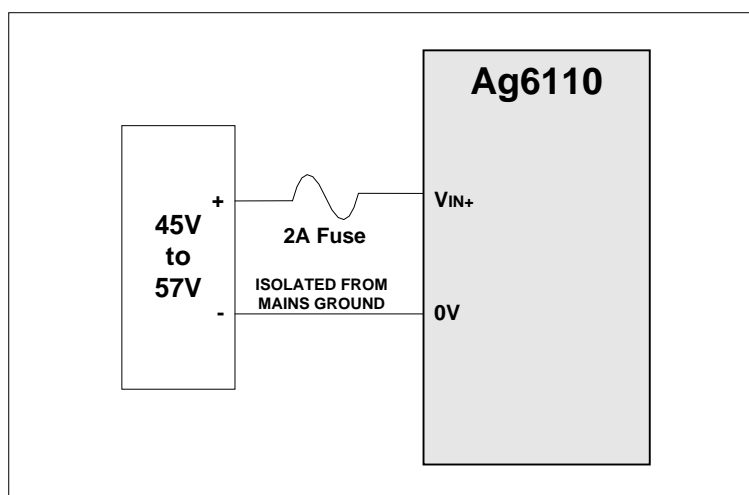 Ag6110
+
45V
to
57V
-
2A Fuse
VIN+
ISOLATED FROM
MAINS GROUND
0V